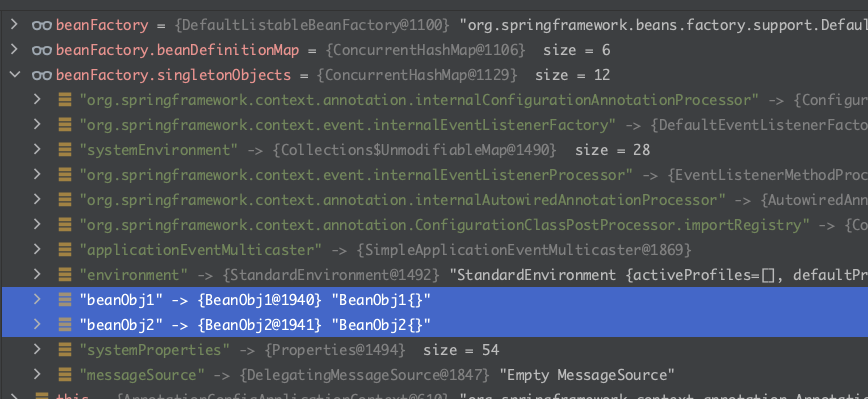 beanFactory = {DefaultListableBeanFactory@1100} "org.springframework.beans.factory.support.Defaul
beanFactory.beanDefinitionMap = {ConcurrentHashMap@1106}  size = 6
beanFactory.singletonObjects = {ConcurrentHashMap@1129}  size = 12
"org.springframework.context.annotation.internalConfigurationAnnotationProcessor" -> {Configur
"org.springframework.context.event.internalEventListenerFactory" -> {DefaultEventListenerFacto
"systemEnvironment" -> {Collections$UnmodifiableMap@1490}  size = 28
"org.springframework.context.event.internalEventListenerProcessor" -> {EventListenerMethodProc
"org.springframework.context.annotation.internalAutowiredAnnotationProcessor" -> {AutowiredAnn
"org.springframework.context.annotation.ConfigurationClassPostProcessor.importRegistry" -> {Co
"applicationEventMulticaster" -> {SimpleApplicationEventMulticaster@1869}
"environment" -> {StandardEnvironment@1492} "StandardEnvironment {activeProfiles=[], defaultPr
"beanObj1" -> {BeanObj1@1940} "BeanObj1{}"
"beanObj2" -> {BeanObj2@1941} "BeanObj2{}"
"systemProperties" -> {Properties@1494}  size = 54
"messageSource" -> {DelegatingMessageSource@1847} "Empty MessageSource"